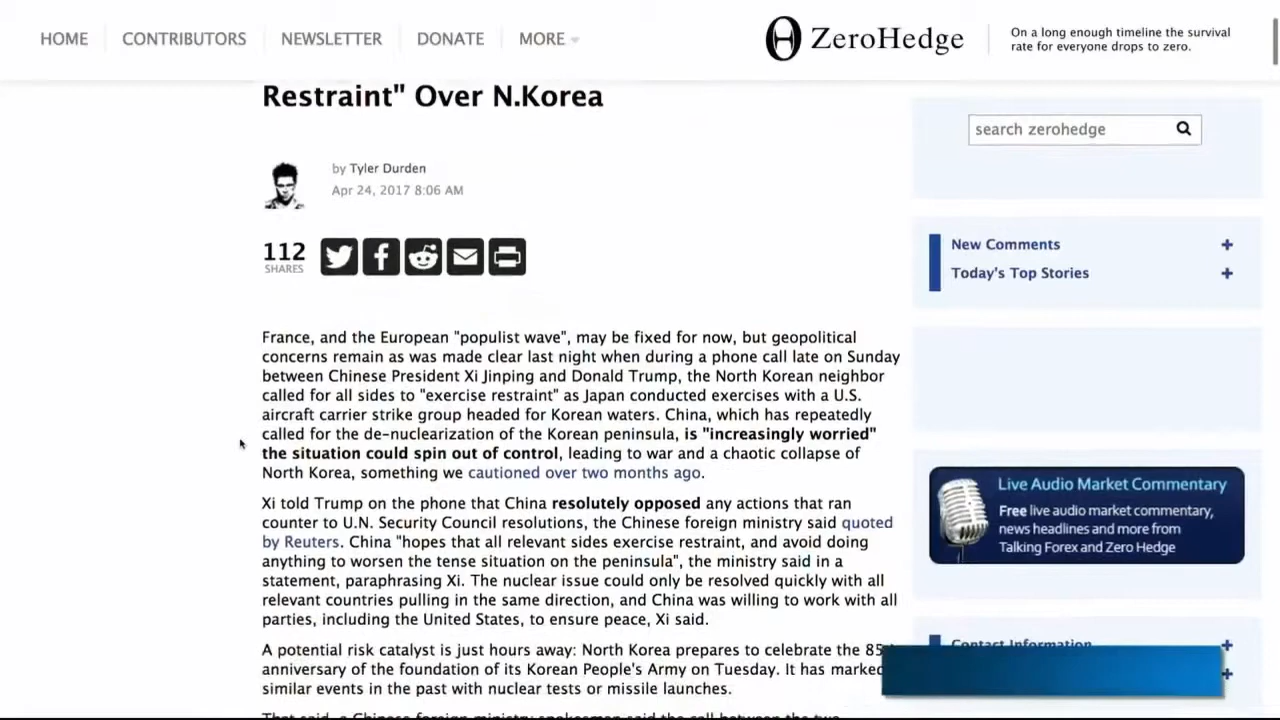 HOME
CONTRIBUTORS
NEWSLETTER
DONATE
MORE
ZeroHedge
On a long enough timeline the survival
rate for everyone drops to zero.
Restraint" Over N.Korea
by Tyler Durden
Apr 24, 2017 8:06 AM
112
SHARES
France, and the European "populist wave", may be fixed for now, but geopolitical
concerns remain as was made clear last night when during a phone call late on Sunday
between Chinese President Xi Jinping and Donald Trump, the North Korean neighbor
called for all sides to "exercise restraint" as Japan conducted exercises with a U.S.
aircraft carrier strike group headed for Korean waters. China, which has repeatedly
called for the de-nuclearization of the Korean peninsula, is "increasingly worried"
the situation could spin out of control, leading to war and a chaotic collapse of
North Korea, something we cautioned over two months ago.
Xi told Trump on the phone that China resolutely opposed any actions that ran
counter to U.N. Security Council resolutions, the Chinese foreign ministry said quoted
by Reuters. China "hopes that all relevant sides exercise restraint, and avoid doing
anything to worsen the tense situation on the peninsula", the ministry said in a
statement, paraphrasing Xi. The nuclear issue could only be resolved quickly with all
relevant countries pulling in the same direction, and China was willing to work with all
parties, including the United States, to ensure peace, Xi said.
A potential risk catalyst is just hours away: North Korea prepares to celebrate the 85
anniversary of the foundation of its Korean People's Army on Tuesday. It has marked
similar events in the past with nuclear tests or missile launches.
That said, a Chinese foreign ministry spokesman said the call between the two
search zerohedge
New Comments +
Today's Top Stories +
Live Audio Market Commentary
Free live audio market commentary,
news headlines and more from
Talking Forex and Zero Hedge
Contact Information +
+